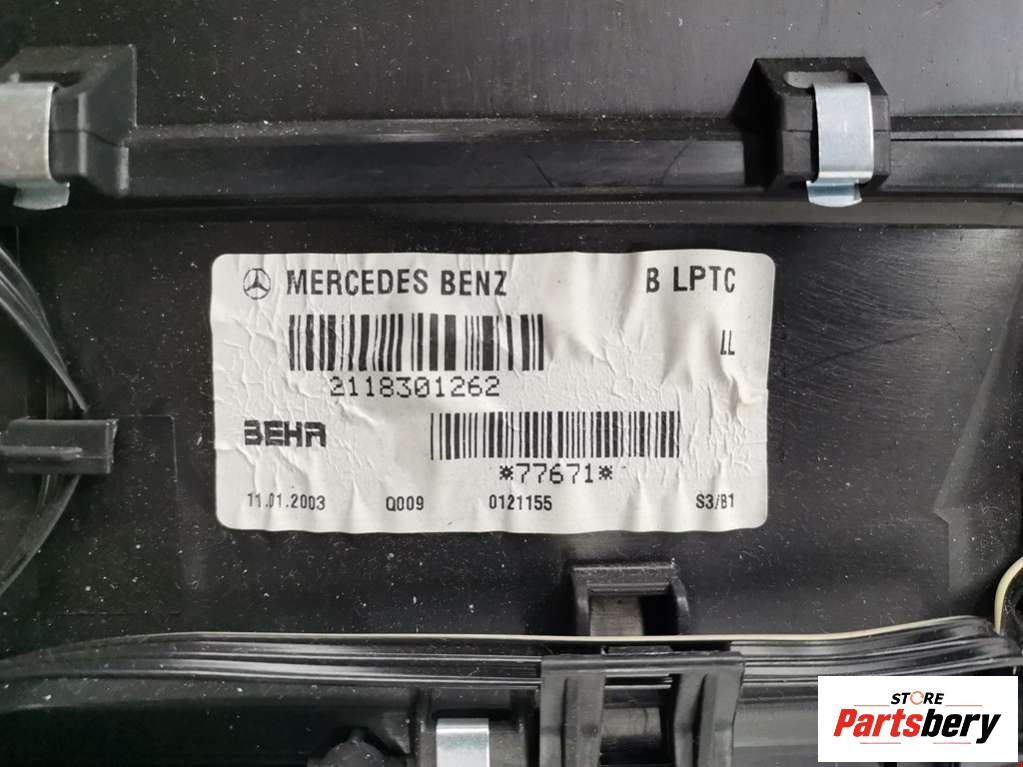 MERCEDES BENZ B LPTC
LL
2118301262
BEHR
*77671*
11.01.2003 Q009 0121155 S3/B1
STORE
Partsbery